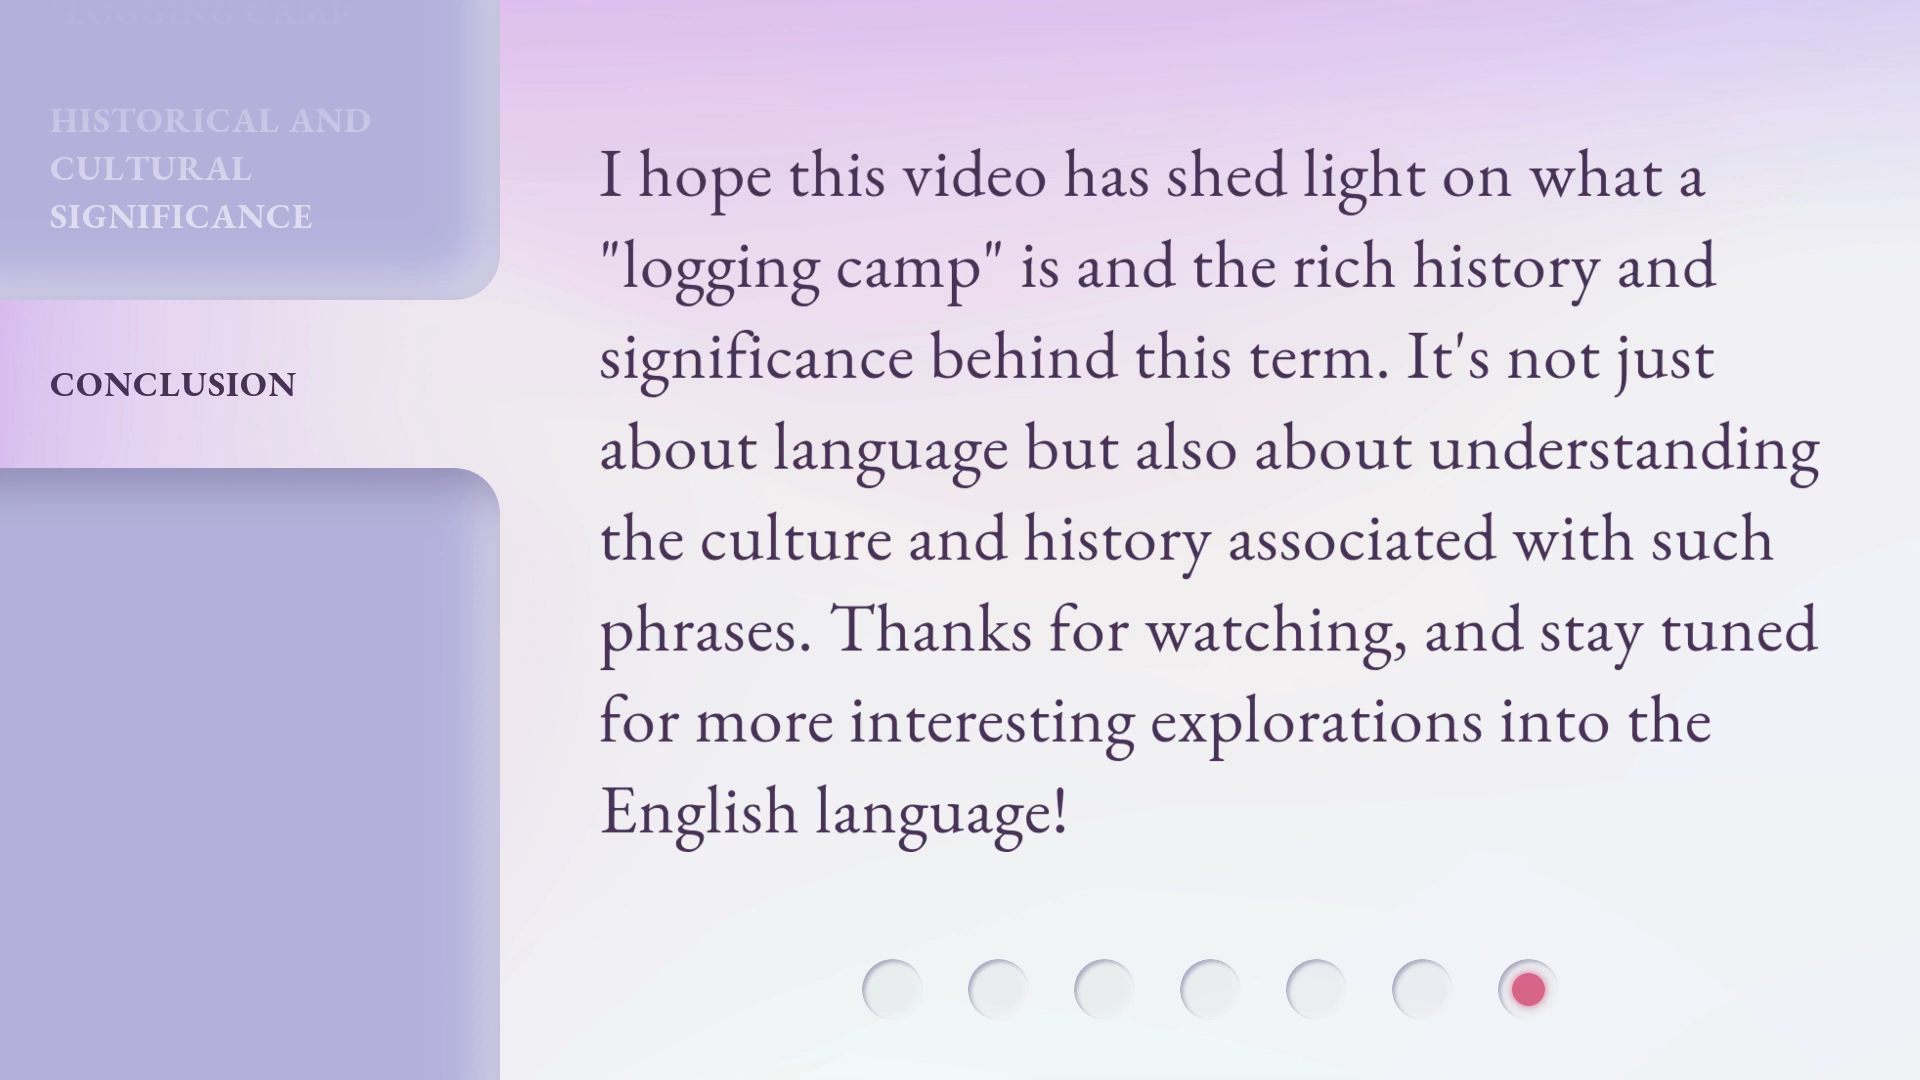 LOGGING CAMP
HISTORICAL AND
CULTURAL
SIGNIFICANCE
CONCLUSION
I hope this video has shed light on what a
"logging camp" is and the rich history and
significance behind this term. It's not just
about language but also about understanding
the culture and history associated with such
phrases. Thanks for watching, and stay tuned
for more interesting explorations into the
English language!